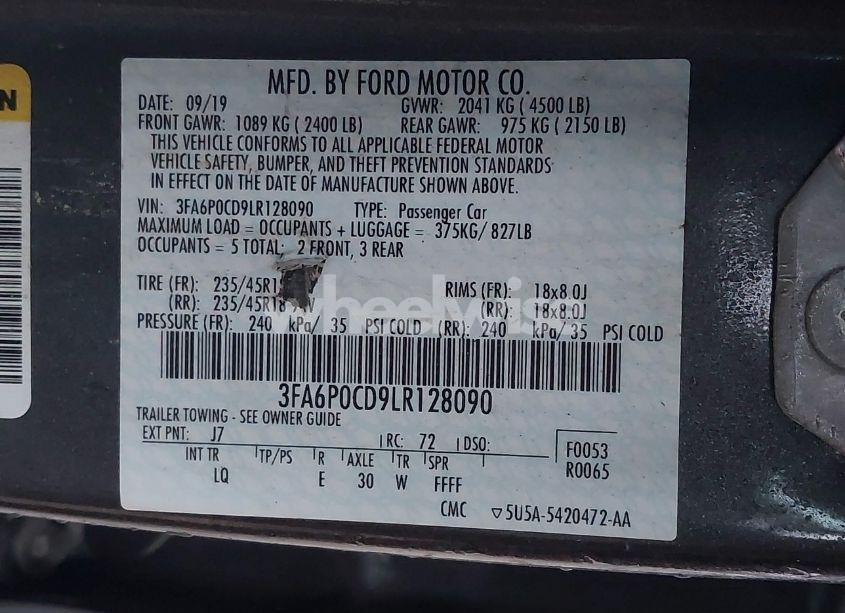 MFD. BY FORD MOTOR CO.
DATE: 09/19 GVWR: 2041 KG ( 4500 LB)
FRONT GAWR: 1089 KG ( 2400 LB) REAR GAWR: 975 KG ( 2150 LB)
THIS VEHICLE CONFORMS TO ALL APPLICABLE FEDERAL MOTOR
VEHICLE SAFETY, BUMPER, AND THEFT PREVENTION STANDARDS
IN EFFECT ON THE DATE OF MANUFACTURE SHOWN ABOVE.
VIN: 3FA6P0CD9LR128090 TYPE: Passenger Car
MAXIMUM LOAD = OCCUPANTS + LUGGAGE = 375KG/ 827LB
OCCUPANTS = 5 TOTAL: 2 FRONT, 3 REAR
TIRE (FR): RIMS (FR): 18x8.0J
(RR): 235/45R18 (RR): 18x8.0J
PRESSURE (FR): 240 kPa/ 35 PSI COLD (RR): 240 kPa/ 35 PSI COLD
3FA6P0CD9LR128090
TRAILER TOWING - SEE OWNER GUIDE
EXT PNT: J7 RC: 72 DSO: F0053
INT TR TP/PS R AXLE TR SPR R0065
LQ E 30 W FFFF
CMC ▽5U5A-5420472-AA